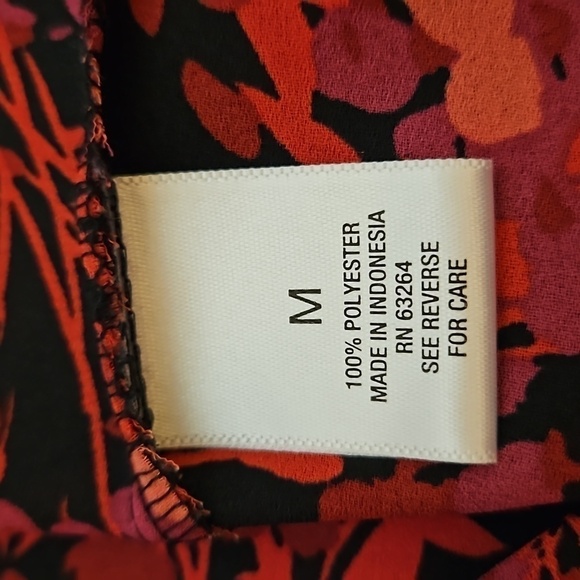 M
100% POLYESTER
MADE IN INDONESIA
RN 63264
SEE REVERSE
FOR CARE